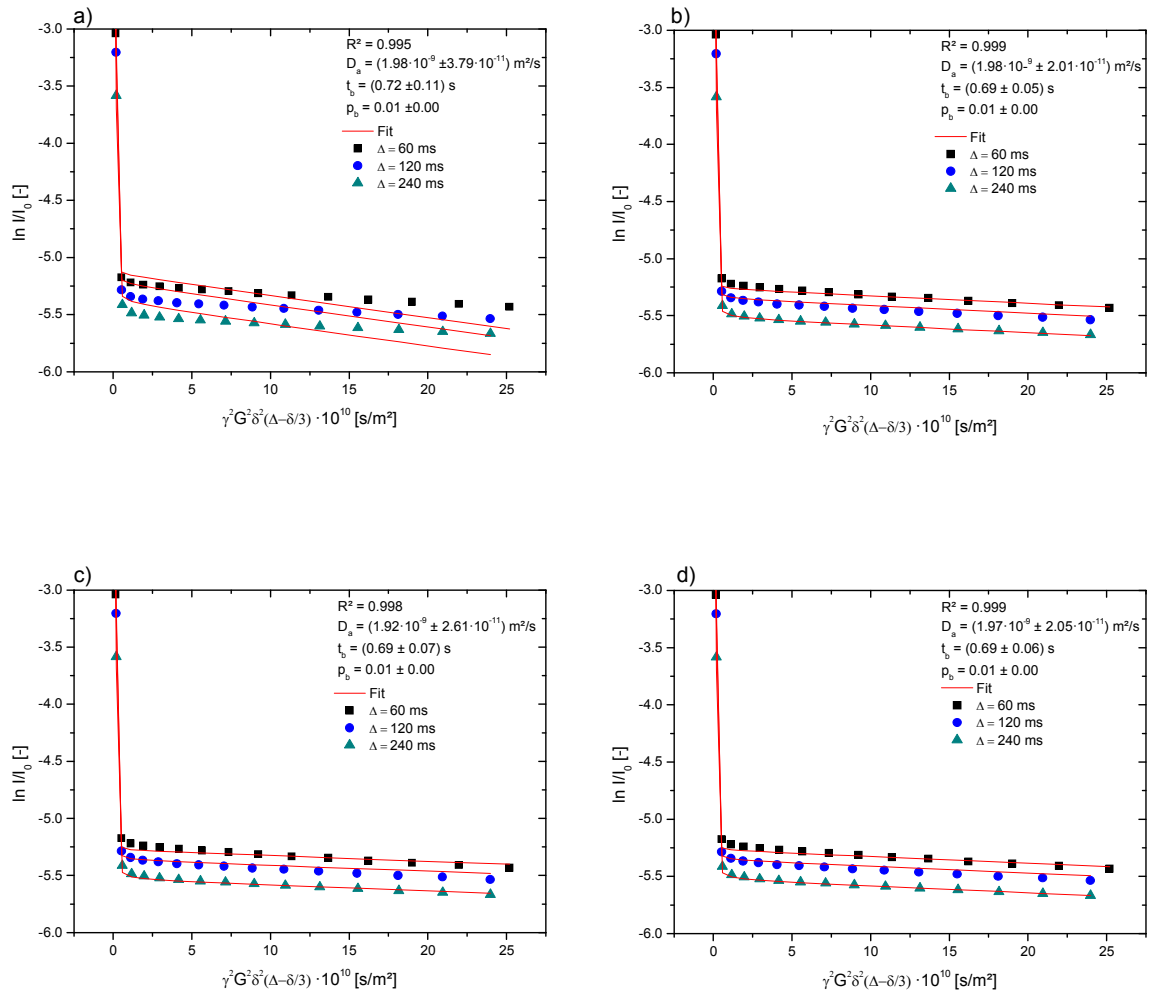 a)
R² = 0.995
Dₐ = (1.98·10⁻⁹ ±3.79·10⁻¹¹) m²/s
t_b = (0.72 ±0.11) s
p_b = 0.01 ±0.00
Fit
Δ = 60 ms
Δ = 120 ms
Δ = 240 ms
-3.0
-3.5
-4.0
-4.5
-5.0
-5.5
-6.0
ln I/I₀ [-]
0 5 10 15 20 25
γ²G²δ²(Δ−δ/3) ·10¹⁰ [s/m²]
b)
R² = 0.999
Dₐ = (1.98·10-⁹ ± 2.01·10⁻¹¹) m²/s
t_b = (0.69 ± 0.05) s
p_b = 0.01 ± 0.00
Fit
Δ = 60 ms
Δ = 120 ms
Δ = 240 ms
-3.0
-3.5
-4.0
-4.5
-5.0
-5.5
-6.0
ln I/I₀ [-]
0 5 10 15 20 25
γ²G²δ²(Δ−δ/3) ·10¹⁰ [s/m²]
c)
R² = 0.998
Dₐ = (1.92·10⁻⁹ ± 2.61·10⁻¹¹) m²/s
t_b = (0.69 ± 0.07) s
p_b = 0.01 ± 0.00
Fit
Δ = 60 ms
Δ = 120 ms
Δ = 240 ms
-3.0
-3.5
-4.0
-4.5
-5.0
-5.5
-6.0
ln I/I₀ [-]
0 5 10 15 20 25
γ²G²δ²(Δ−δ/3) ·10¹⁰ [s/m²]
d)
R² = 0.999
Dₐ = (1.97·10⁻⁹ ± 2.05·10⁻¹¹) m²/s
t_b = (0.69 ± 0.06) s
p_b = 0.01 ± 0.00
Fit
Δ = 60 ms
Δ = 120 ms
Δ = 240 ms
-3.0
-3.5
-4.0
-4.5
-5.0
-5.5
-6.0
ln I/I₀ [-]
0 5 10 15 20 25
γ²G²δ²(Δ−δ/3) ·10¹⁰ [s/m²]